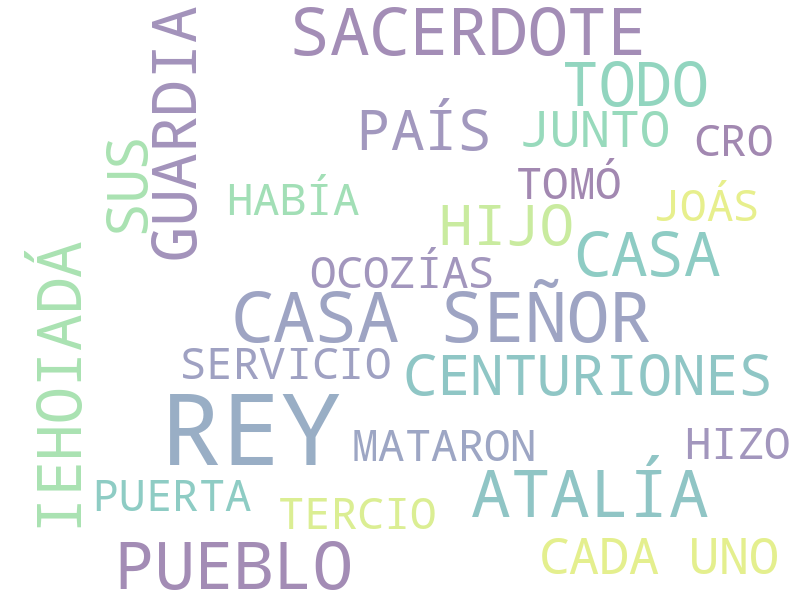 SACERDOTE
GUARDIA
TODO
PAÍS
JUNTO
CRO
SUS
TOMÓ
HABÍA
HIJO
JOÁS
OCOZÍAS
CASA
IEHOIADÁ
CASA SEÑOR
SERVICIO
CENTURIONES
REY
MATARON
HIZO
PUERTA
TERCIO
ATALÍA
PUEBLO
CADA UNO